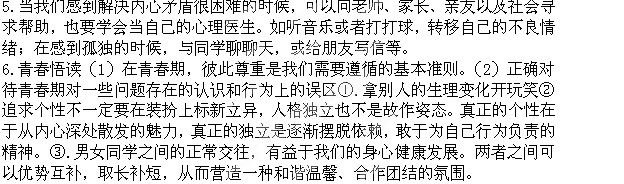 5.当我们感到解决内心矛盾很困难的时候，可以向老师、家长、亲友以及社会寻
求帮助，也要学会当自己的心理医生。如听音乐或者打打球，转移自己的不良情
绪；在感到孤独的时候，与同学聊聊天，或给朋友写信等。
6.青春悟读（1）在青春期，彼此尊重是我们需要遵循的基本准则。（2）正确对
待青春期对一些问题存在的认识和行为上的误区①.拿别人的生理变化开玩笑②
追求个性不一定要在装扮上标新立异，人格独立也不是故作姿态。真正的个性在
于从内心深处散发的魅力，真正的独立是逐渐摆脱依赖，敢于为自己行为负责的
精神。③.男女同学之间的正常交往，有益于我们的身心健康发展。两者之间可
以优势互补，取长补短，从而营造一种和谐温馨、合作团结的氛围。